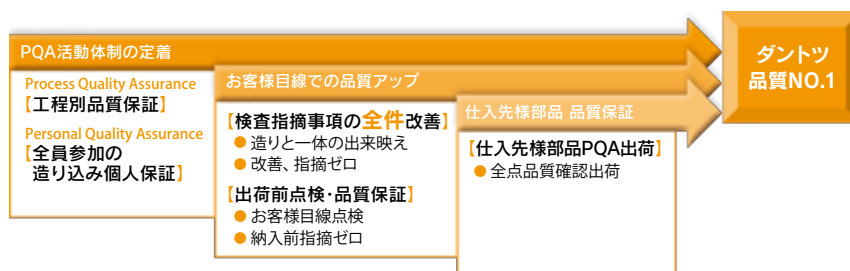 PQA活動体制の定着
Process Quality Assurance
【工程別品質保証】
Personal Quality Assurance
【全員参加の
造り込み個人保証】
お客様目線での品質アップ
【検査指摘事項の全件改善】
● 造りと一体の出来映え
● 改善、指摘ゼロ
【出荷前点検・品質保証】
● お客様目線点検
● 納入前指摘ゼロ
仕入先様部品 品質保証
【仕入先様部品PQA出荷】
● 全点品質確認出荷
ダントツ
品質NO.1